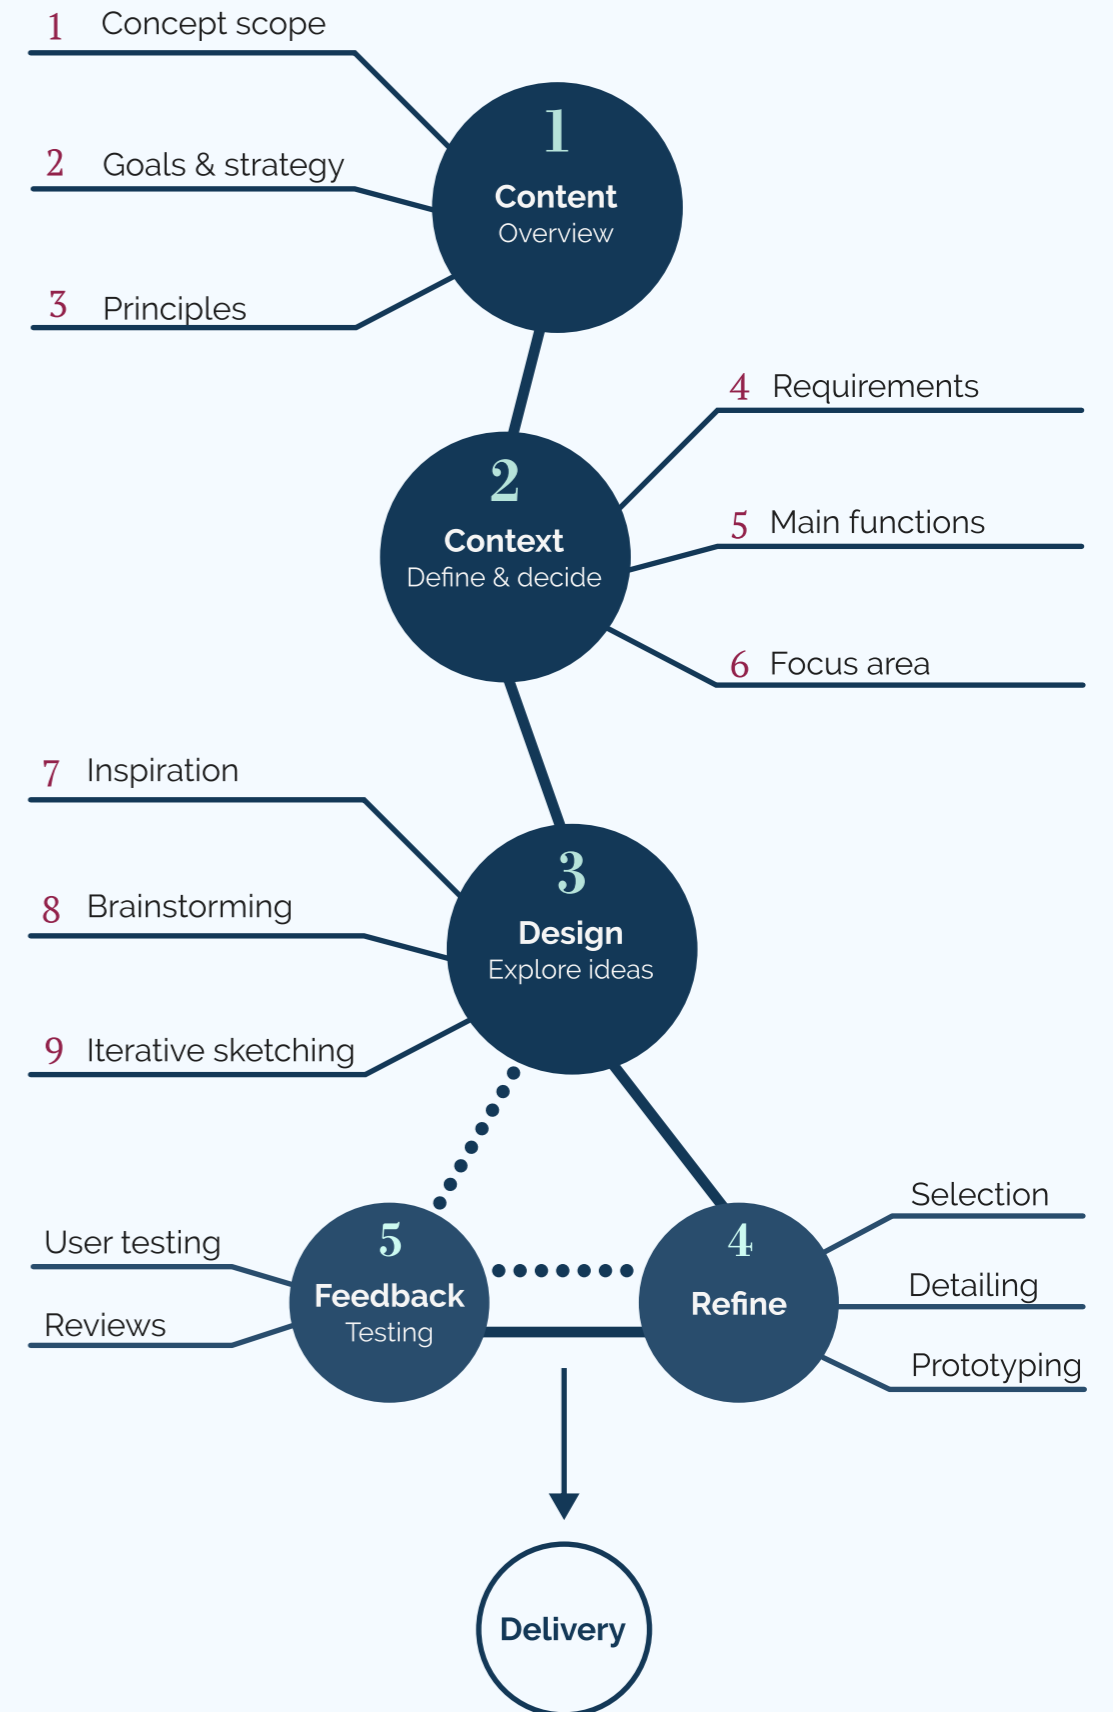 1 Concept scope
2 Goals & strategy
3 Principles
1
Content
Overview
4 Requirements
5 Main functions
6 Focus area
2
Context
Define & decide
7 Inspiration
8 Brainstorming
9 Iterative sketching
3
Design
Explore ideas
Selection
Detailing
Prototyping
4
Refine
User testing
Reviews
5
Feedback
Testing
Delivery